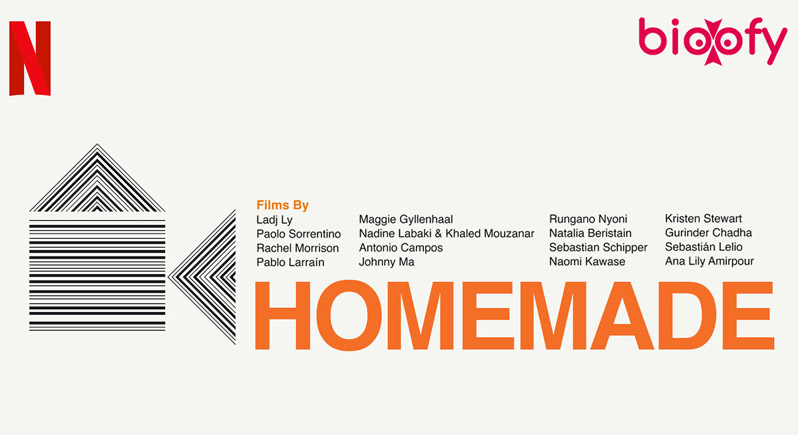 N
bioofy
Films By
Ladj Ly
Paolo Sorrentino
Rachel Morrison
Pablo Larraín
Maggie Gyllenhaal
Nadine Labaki & Khaled Mouzanar
Antonio Campos
Johnny Ma
Rungano Nyoni
Natalia Beristain
Sebastian Schipper
Naomi Kawase
Kristen Stewart
Gurinder Chadha
Sebastián Lelio
Ana Lily Amirpour
HOMEMADE